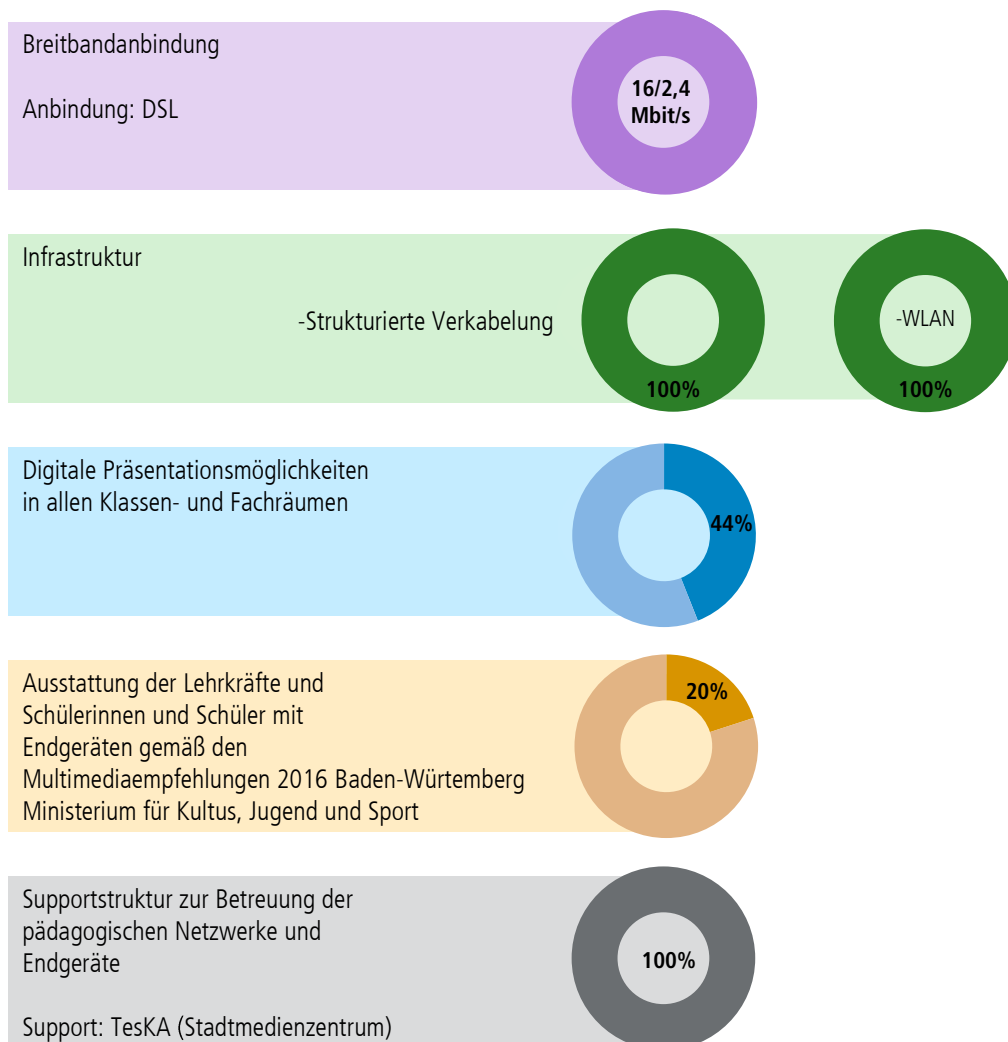 Breitbandanbindung
Anbindung: DSL
16/2,4
Mbit/s
Infrastruktur
-Strukturierte Verkabelung
100%
-WLAN
100%
Digitale Präsentationsmöglichkeiten
in allen Klassen- und Fachräumen
44%
Ausstattung der Lehrkräfte und
Schülerinnen und Schüler mit
Endgeräten gemäß den
Multimediaempfehlungen 2016 Baden-Würtemberg
Ministerium für Kultus, Jugend und Sport
20%
Supportstruktur zur Betreuung der
pädagogischen Netzwerke und
Endgeräte
Support: TesKA (Stadtmedienzentrum)
100%